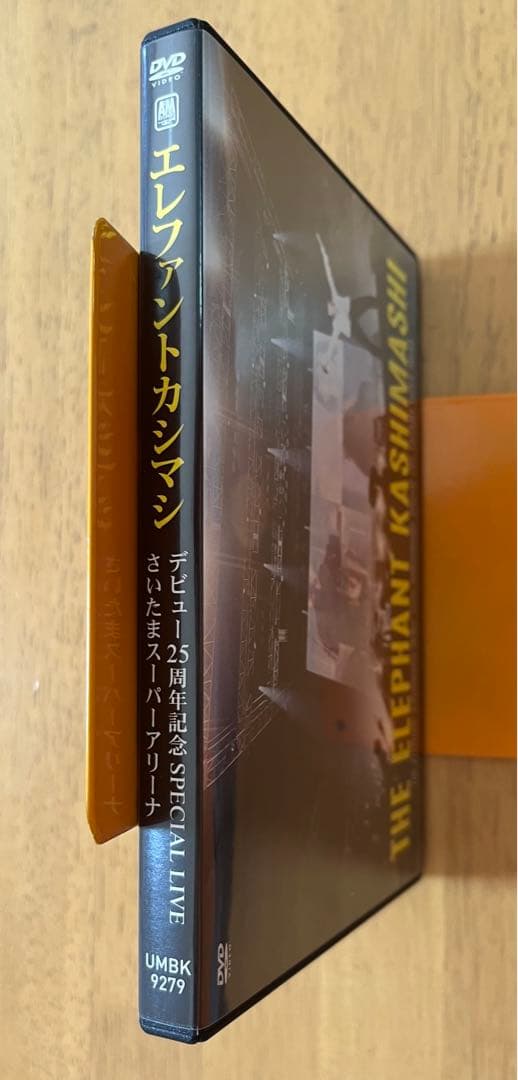 DVD
VIDEO
A&M
エレファントカシマシ
デビュー25周年記念 SPECIAL LIVE
さいたまスーパーアリーナ
UMBK
9279
THE ELEPHANT KASHIMASHI
DVD
VIDEO